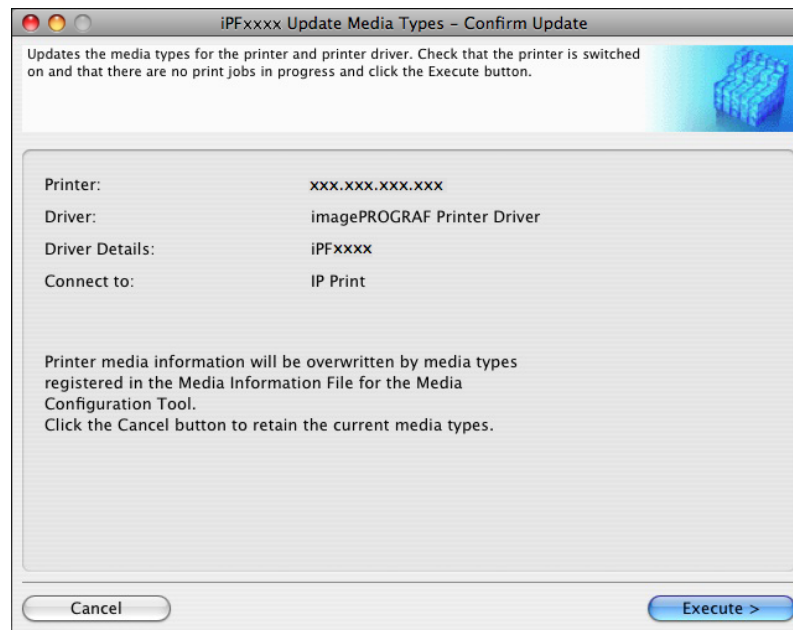 iPFxxxx Update Media Types – Confirm Update
Updates the media types for the printer and printer driver. Check that the printer is switched
on and that there are no print jobs in progress and click the Execute button.
Printer: xxx.xxx.xxx.xxx
Driver: imagePROGRAF Printer Driver
Driver Details: iPFxxxx
Connect to: IP Print
Printer media information will be overwritten by media types
registered in the Media Information File for the Media
Configuration Tool.
Click the Cancel button to retain the current media types.
Cancel
Execute >